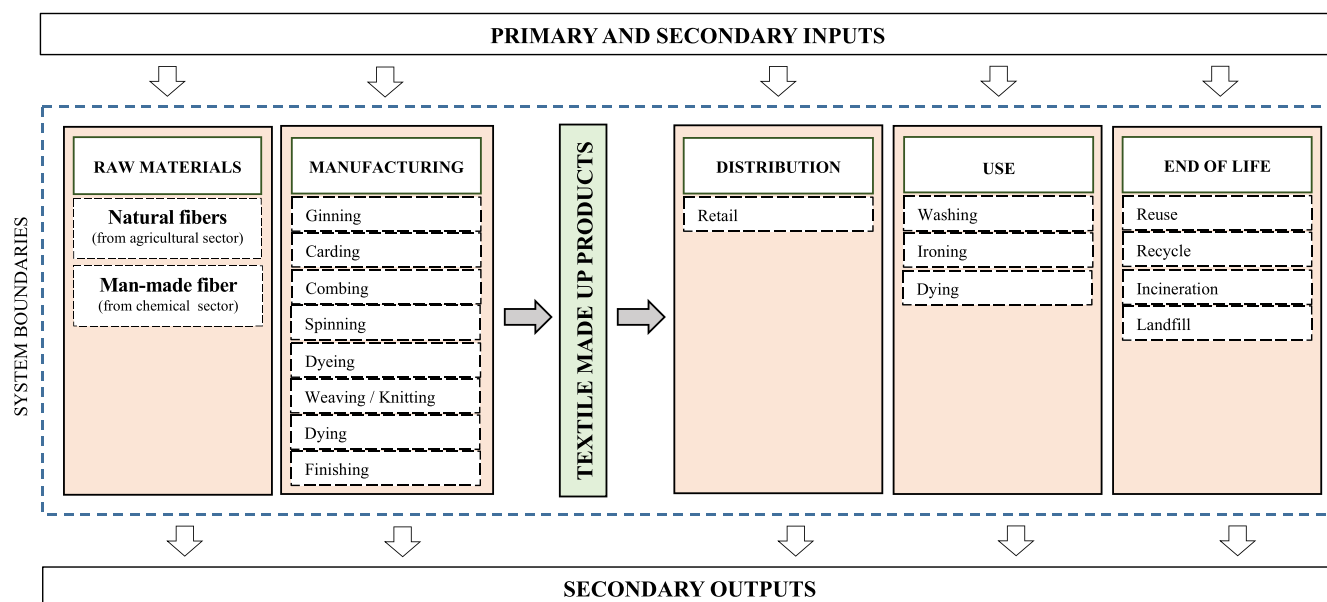 PRIMARY AND SECONDARY INPUTS
SYSTEM BOUNDARIES
RAW MATERIALS
Natural fibers
(from agricultural sector)
Man-made fiber
(from chemical sector)
MANUFACTURING
Ginning
Carding
Combing
Spinning
Dyeing
Weaving / Knitting
Dying
Finishing
TEXTILE MADE UP PRODUCTS
DISTRIBUTION
Retail
USE
Washing
Ironing
Dying
END OF LIFE
Reuse
Recycle
Incineration
Landfill
SECONDARY OUTPUTS